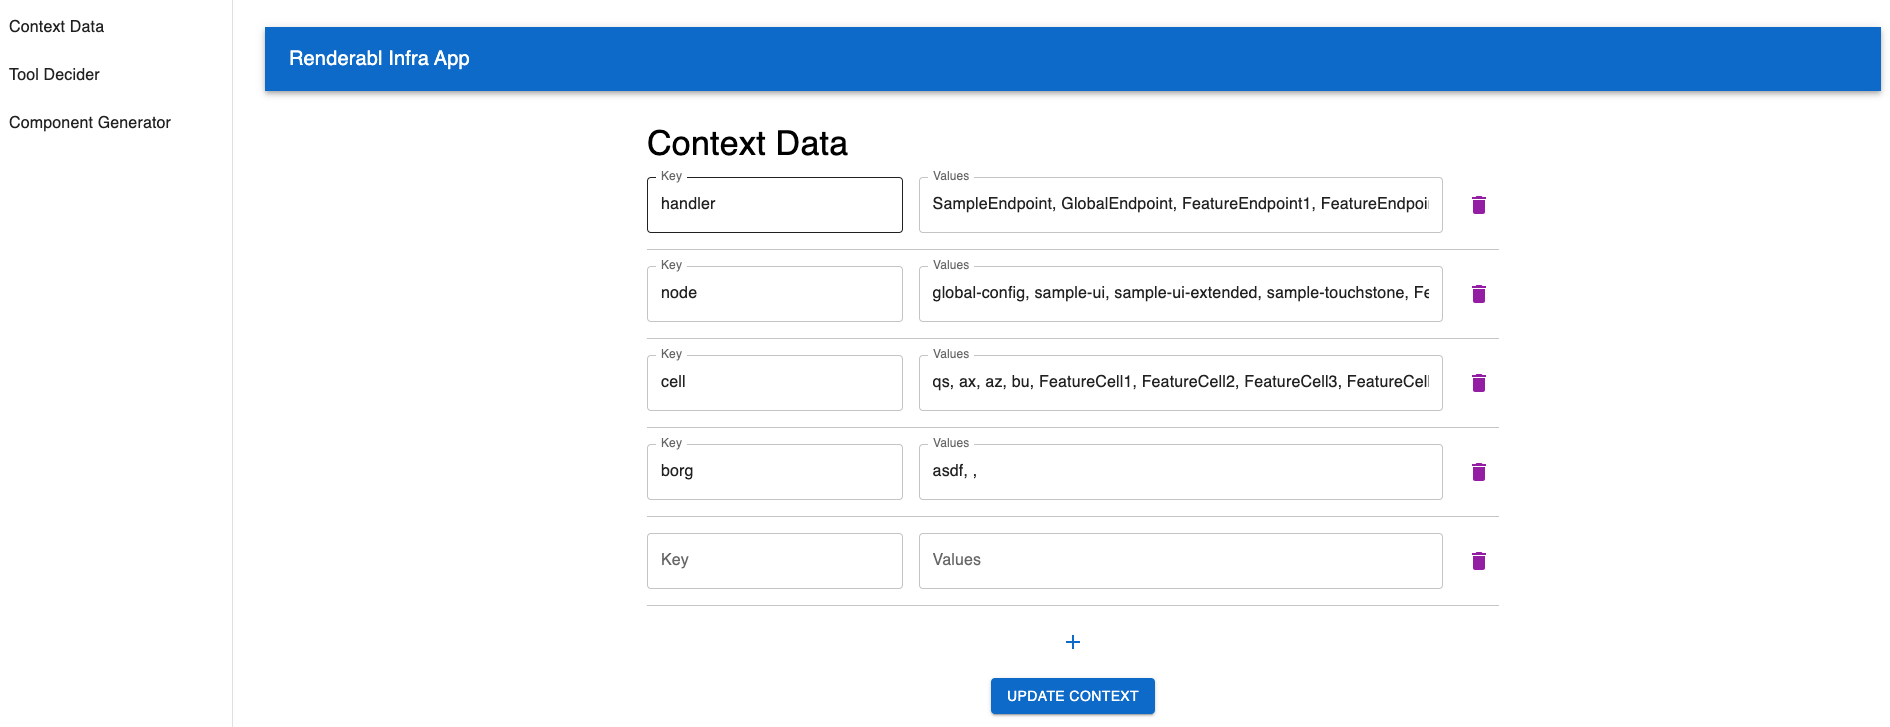 Context Data
Tool Decider
Component Generator
Renderabl Infra App
Context Data
Key
handler
Values
SampleEndpoint, GlobalEndpoint, FeatureEndpoint1, FeatureEndpoi
Key
node
Values
global-config, sample-ui, sample-ui-extended, sample-touchstone, Fe
Key
cell
Values
qs, ax, az, bu, FeatureCell1, FeatureCell2, FeatureCell3, FeatureCell
Key
borg
Values
asdf, ,
Key
Values
+
UPDATE CONTEXT